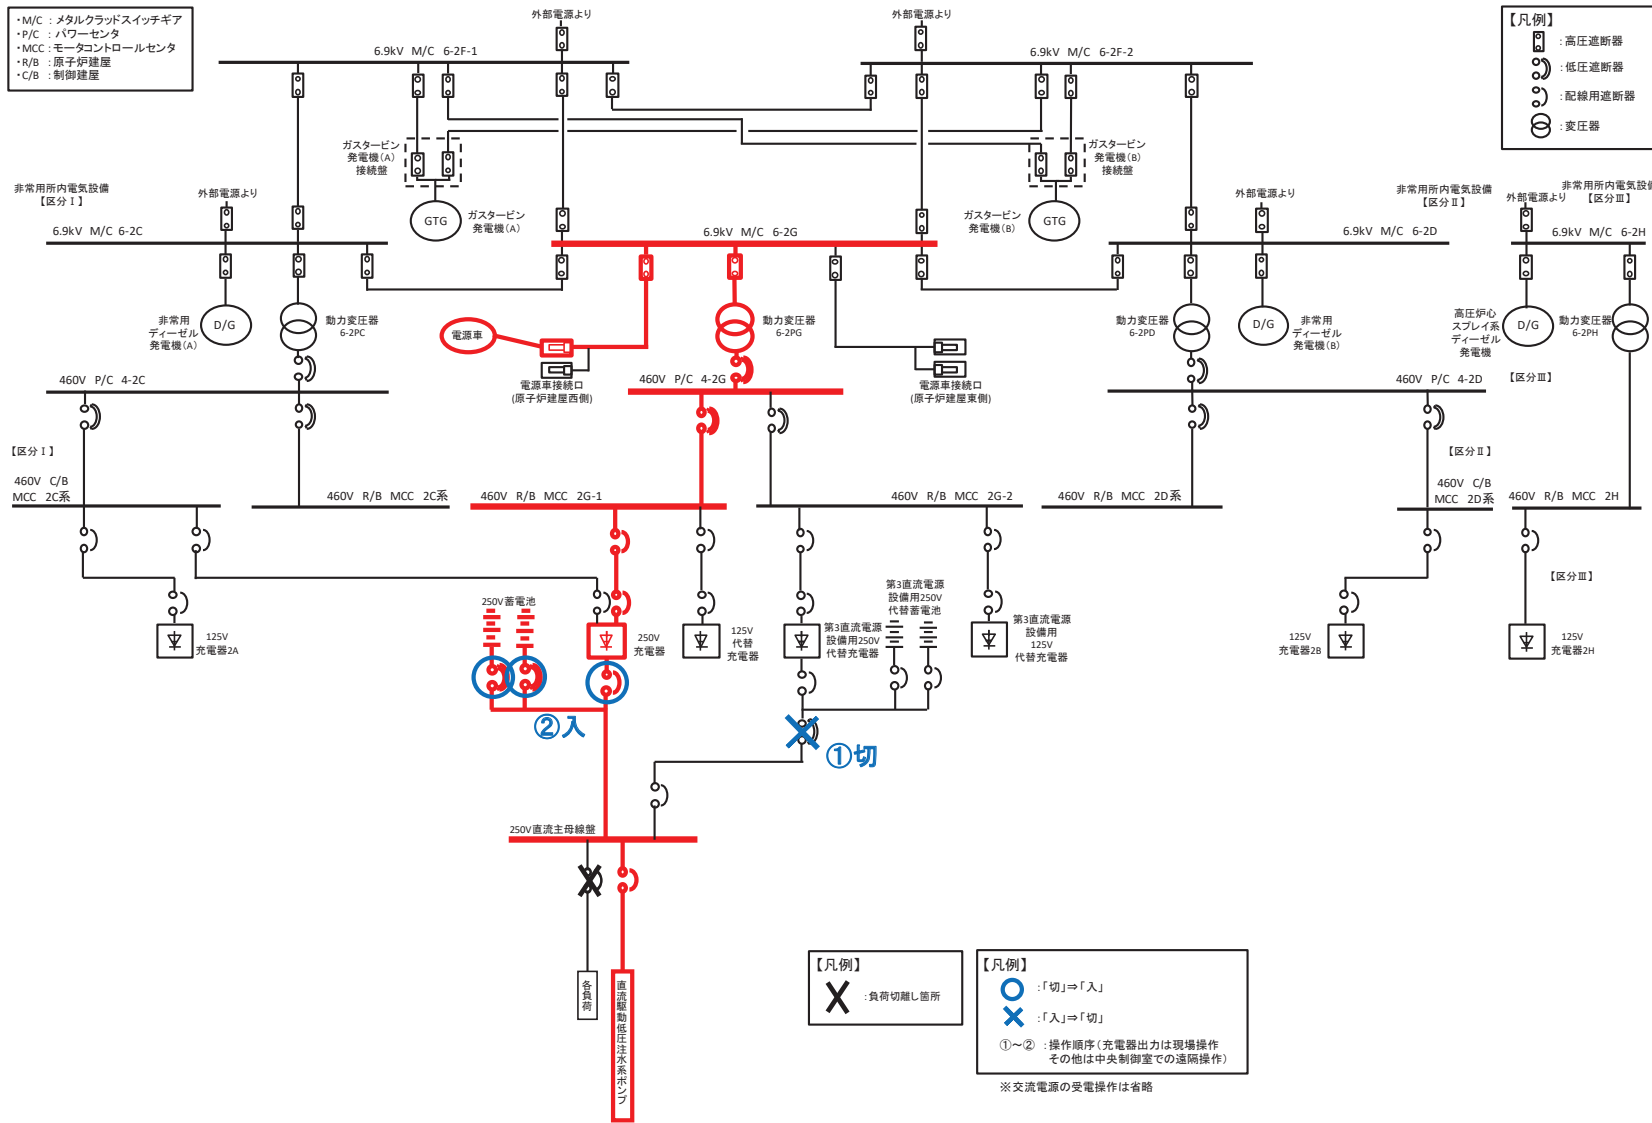 ・M/C ：メタルクラッドスイッチギア
・P/C ：パワーセンタ
・MCC：モータコントロールセンタ
・R/B ：原子炉建屋
・C/B ：制御建屋
外部電源より
外部電源より
6.9kV M/C 6-2F-1
6.9kV M/C 6-2F-2
【凡例】
：高圧遮断器
：低圧遮断器
：配線用遮断器
：変圧器
ガスタービン
発電機(A)
接続盤
ガスタービン
発電機(B)
接続盤
非常用所内電気設備
【区分Ⅰ】
外部電源より
GTG
ガスタービン
発電機(A)
ガスタービン
発電機(B)
GTG
外部電源より
非常用所内電気設備
【区分Ⅱ】
外部電源より
非常用所内電気設備
【区分Ⅲ】
6.9kV M/C 6-2C
6.9kV M/C 6-2G
6.9kV M/C 6-2D
6.9kV M/C 6-2H
非常用
ディーゼル
発電機(A)
D/G
動力変圧器
6-2PC
電源車
動力変圧器
6-2PG
動力変圧器
6-2PD
D/G
非常用
ディーゼル
発電機(B)
高圧炉心
スプレイ系
ディーゼル
発電機
D/G
動力変圧器
6-2PH
460V P/C 4-2C
電源車接続口
(原子炉建屋西側)
460V P/C 4-2G
電源車接続口
(原子炉建屋東側)
460V P/C 4-2D
【区分Ⅲ】
【区分Ⅰ】
【区分Ⅱ】
460V C/B
MCC 2C系
460V R/B MCC 2C系
460V R/B MCC 2G-1
460V R/B MCC 2G-2
460V R/B MCC 2D系
460V C/B
MCC 2D系
460V R/B MCC 2H
【区分Ⅲ】
125V
充電器2A
250V蓄電池
250V
充電器
125V
代替
充電器
第3直流電源
設備用250V
代替充電器
第3直流電源
設備用250V
代替蓄電池
第3直流電源
設備用
125V
代替充電器
125V
充電器2B
125V
充電器2H
②入
①切
250V直流主母線盤
各負荷
直流駆動低圧注水系ポンプ
【凡例】
：負荷切離し箇所
【凡例】
：「切」⇒「入」
：「入」⇒「切」
①～② ：操作順序(充電器出力は現場操作
その他は中央制御室での遠隔操作)
※交流電源の受電操作は省略